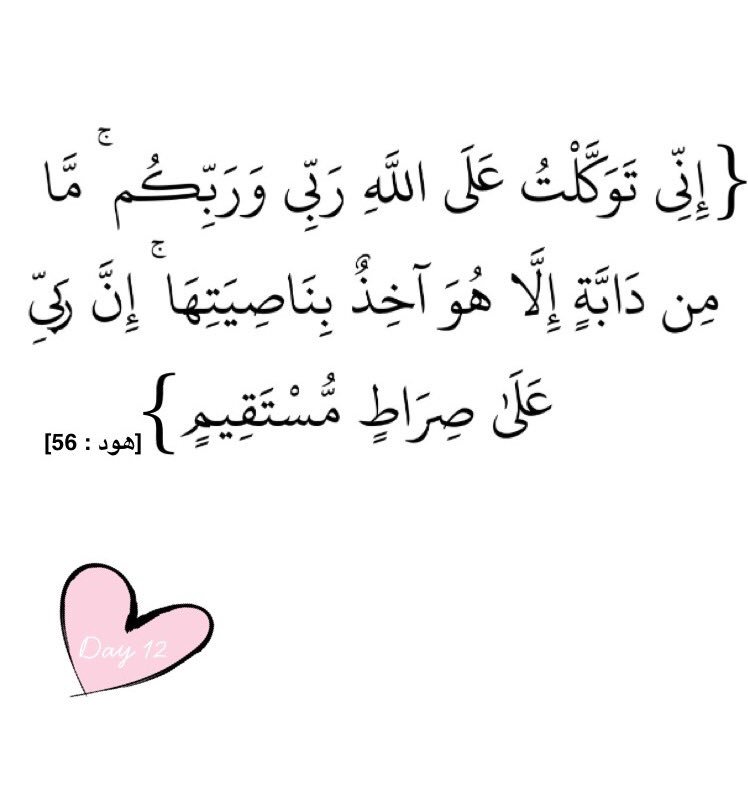 {إِنِّي تَوَكَّلْتُ عَلَى اللَّهِ رَبِّي وَرَبِّكُم ۚ مَّا
مِن دَابَّةٍ إِلَّا هُوَ آخِذٌ بِنَاصِيَتِهَا ۚ إِنَّ رَبِّي
عَلَىٰ صِرَاطٍ مُّسْتَقِيمٍ} [هود : 56]
Day 12